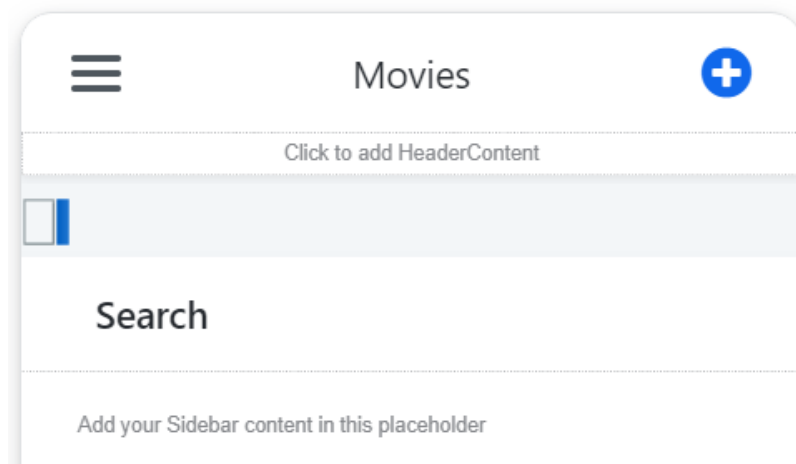 Movies
Click to add HeaderContent
Search
Add your Sidebar content in this placeholder